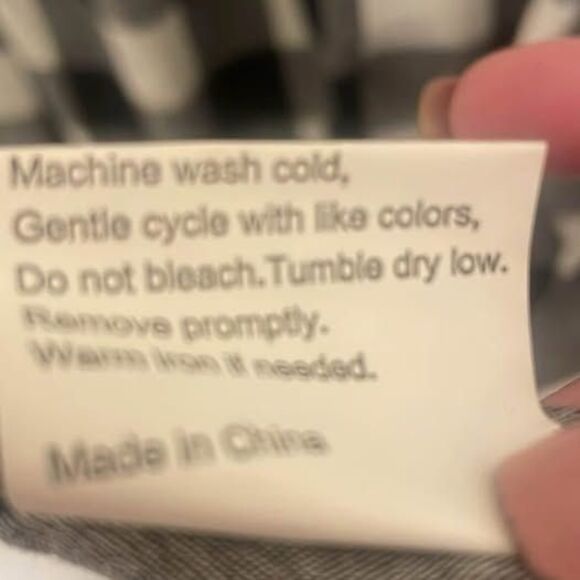 Machine wash cold,
Gentle cycle with like colors,
Do not bleach.Tumble dry low.
Remove promptly.
Warm iron if needed.
Made in China